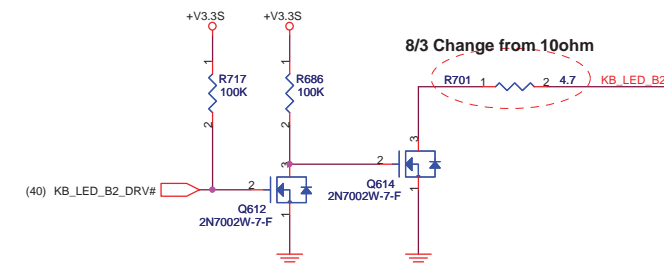 +V3.3S +V3.3S
8/3 Change from 10ohm
1 1
R717 R686 R701 1 2 4.7 KB_LED_B2
100K 100K
2 2
3 3
2
(40) KB_LED_B2_DRV# 2
Q614
Q612 1 2N7002W-7-F 1
2N7002W-7-F